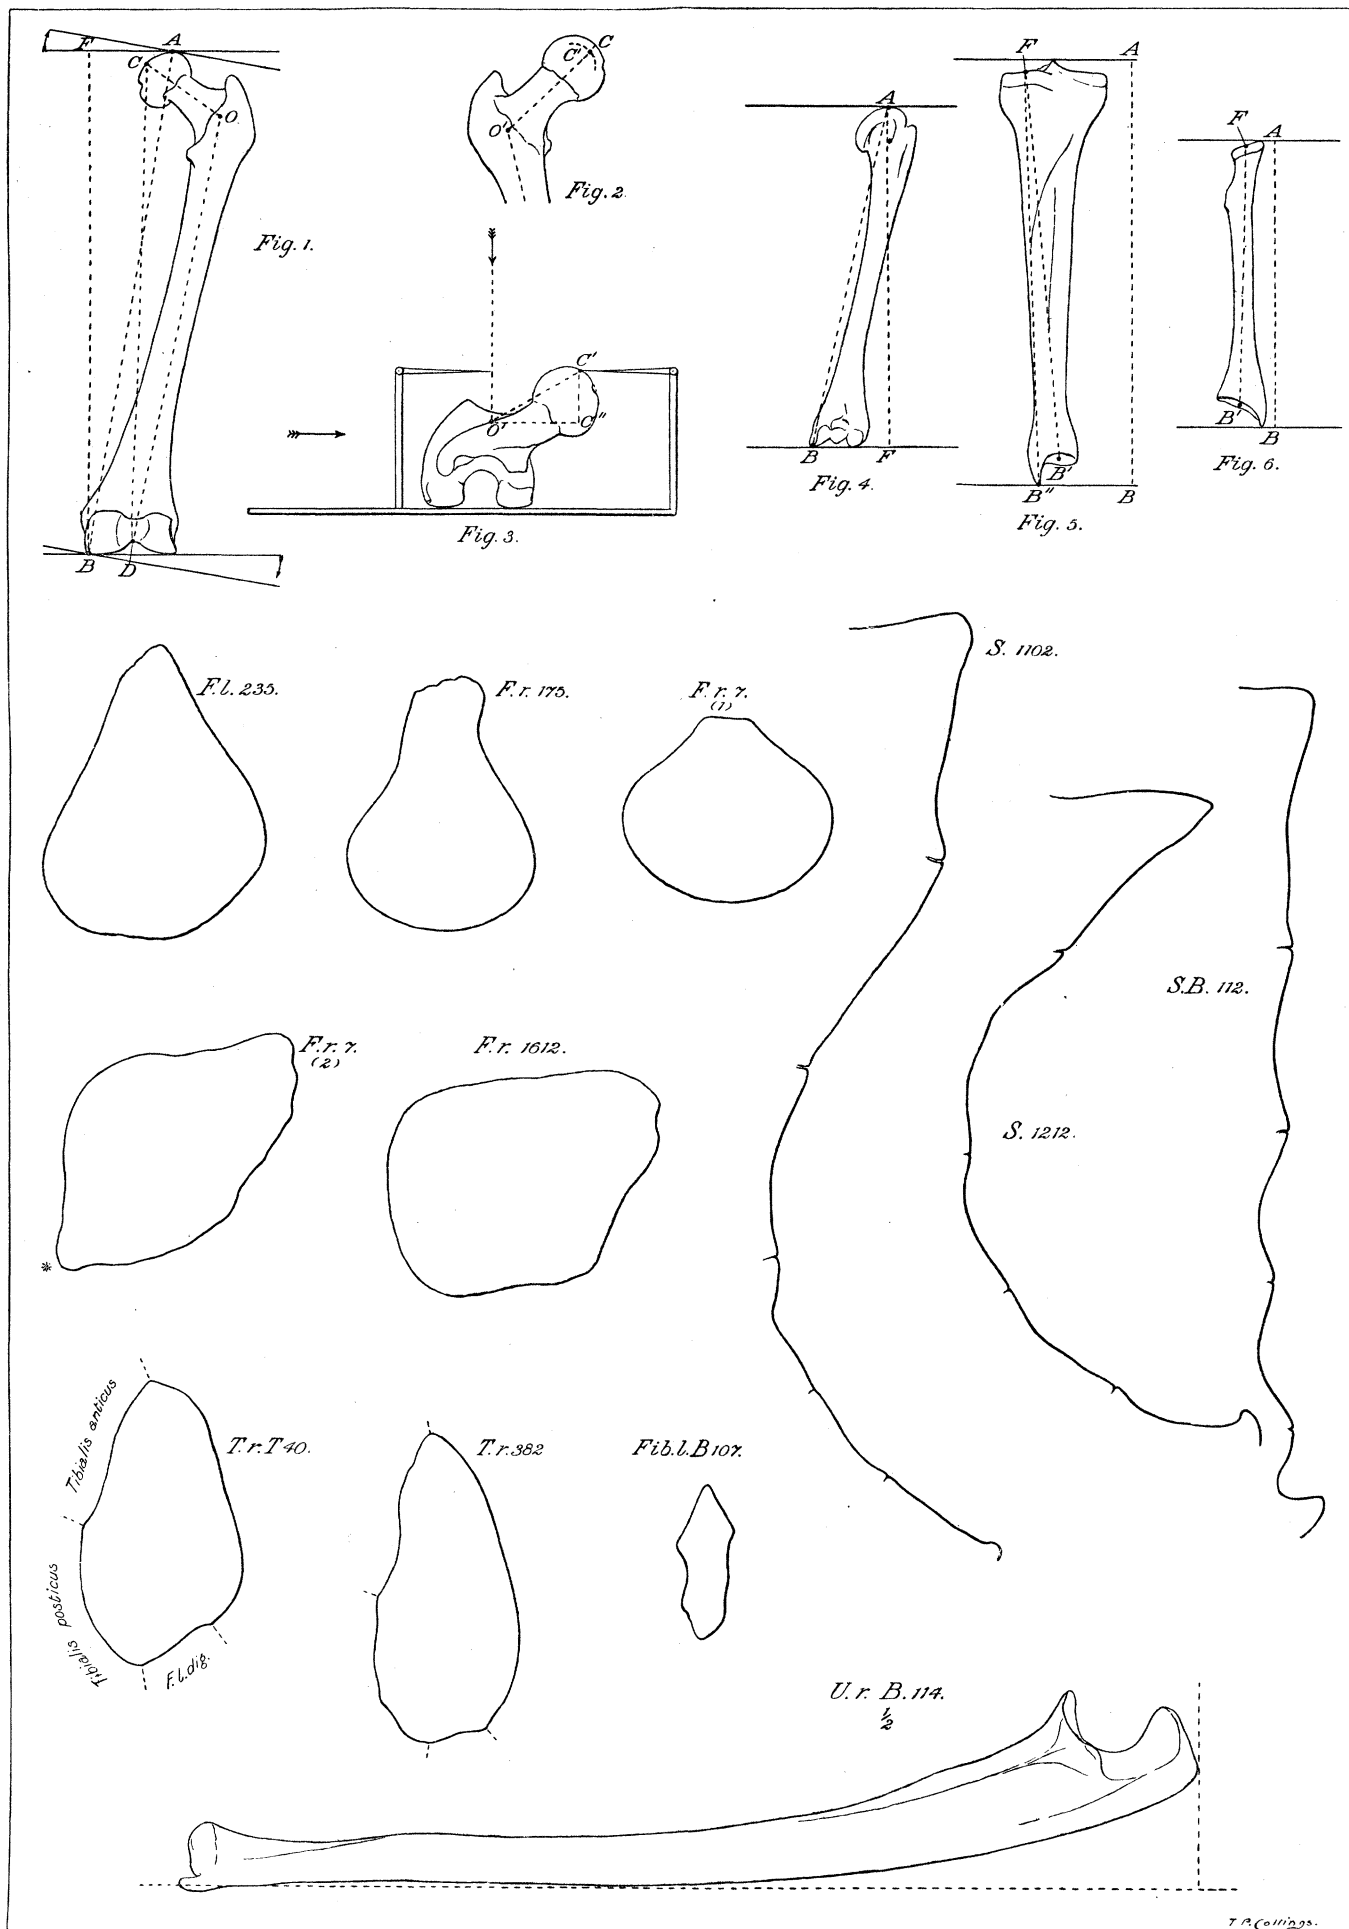 F A
C
O
B D
Fig. 1.
C' C
O'
Fig. 2.
C'
O' O''
Fig. 3.
A
B F
Fig. 4.
F A
B'
B'' B
Fig. 5.
F A
B'
B
Fig. 6.
S. 1102.
F.l. 235.
F.r. 175.
F.r. 7.
(1)
S.B. 112.
F.r. 7.
(2)
F.r. 1612.
S. 1212.
*
Tibialis anticus
Tibialis posticus
F.l.dig.
T.r. T 40.
T.r. 382
Fib.l. B 107.
U.r. B. 114.
1/2
T.P. Collings.